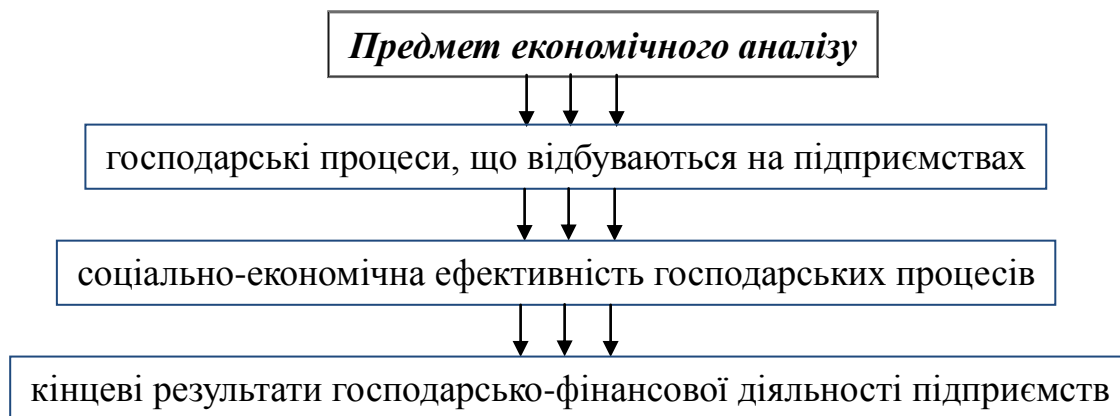 Предмет економічного аналізу
господарські процеси, що відбуваються на підприємствах
соціально-економічна ефективність господарських процесів
кінцеві результати господарсько-фінансової діяльності підприємств